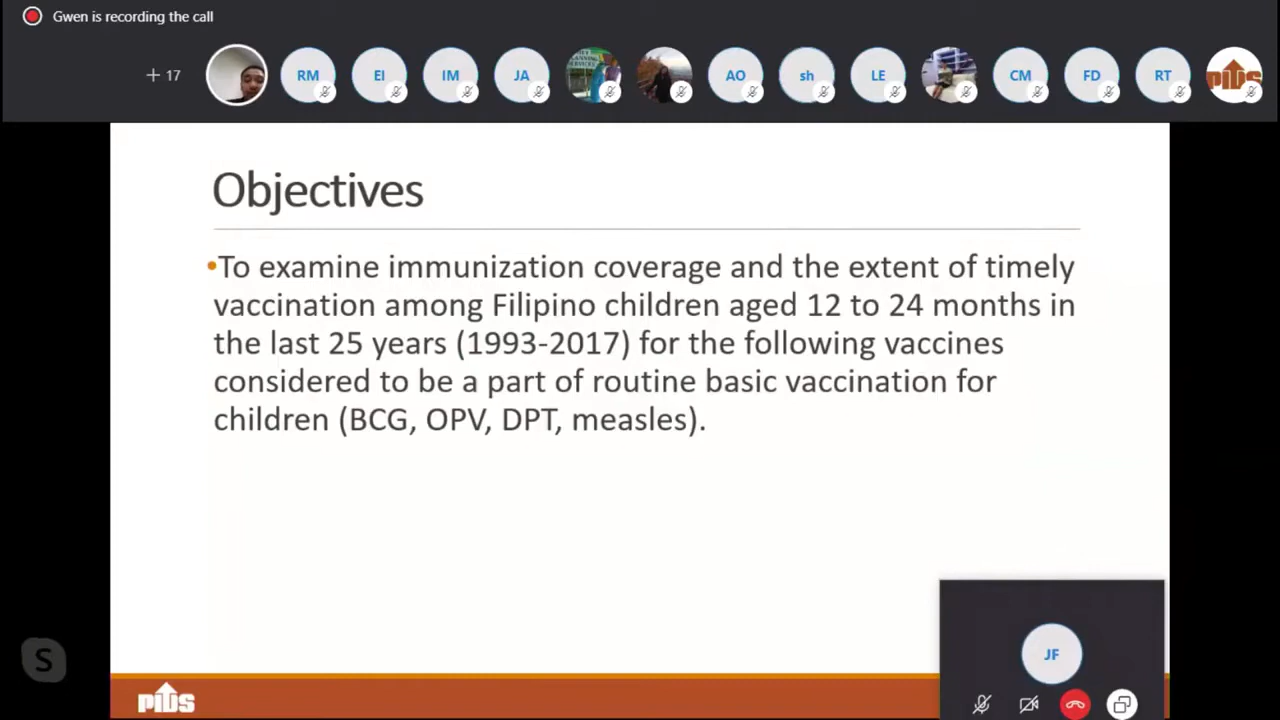 Gwen is recording the call
+ 17
RM
EI
IM
JA
AO
sh
LE
CM
FD
RT
Objectives
•To examine immunization coverage and the extent of timely
vaccination among Filipino children aged 12 to 24 months in
the last 25 years (1993-2017) for the following vaccines
considered to be a part of routine basic vaccination for
children (BCG, OPV, DPT, measles).
JF
S